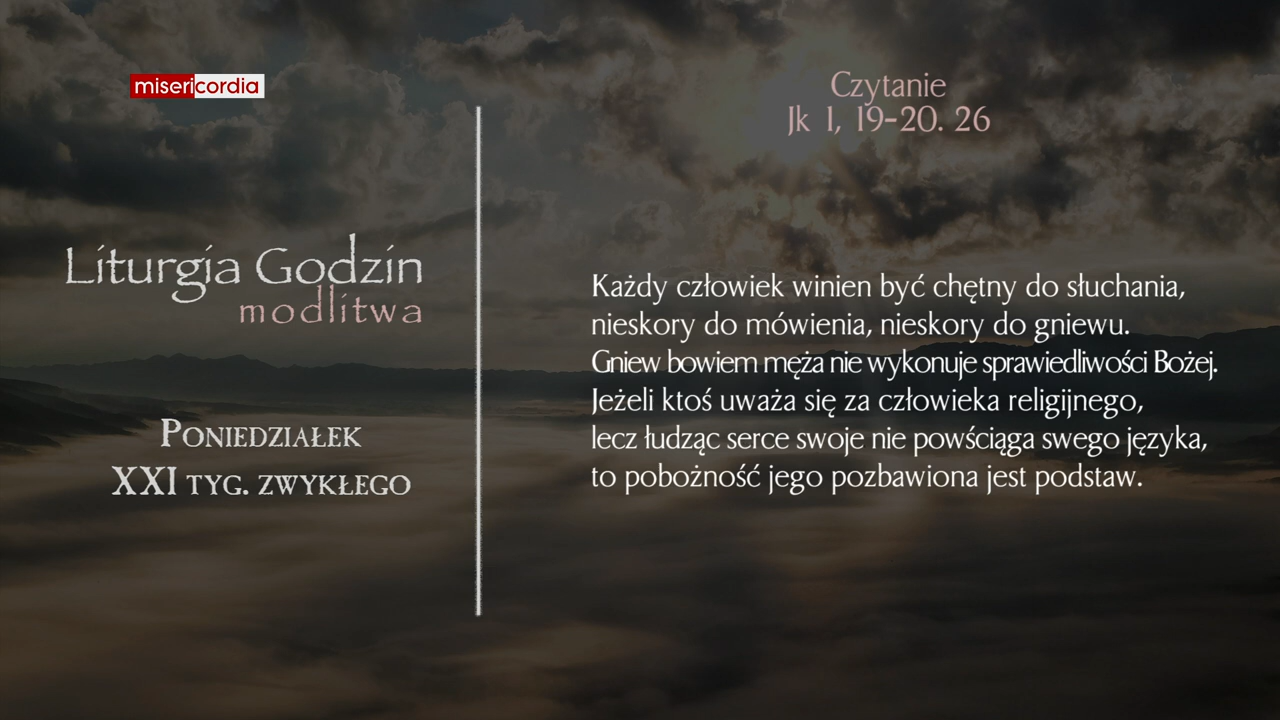 misericordia
Liturgia Godzin
modlitwa
Poniedziałek
XXI tyg. zwykłego
Czytanie
Jk 1, 19-20. 26
Każdy człowiek winien być chętny do słuchania,
nieskory do mówienia, nieskory do gniewu.
Gniew bowiem męża nie wykonuje sprawiedliwości Bożej.
Jeżeli ktoś uważa się za człowieka religijnego,
lecz łudząc serce swoje nie powściąga swego języka,
to pobożność jego pozbawiona jest podstaw.